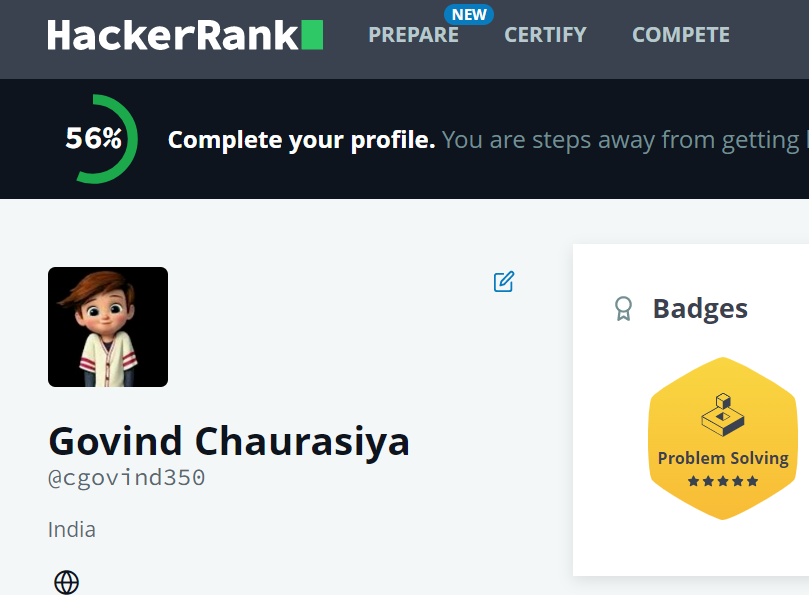 HackerRank
PREPARE NEW CERTIFY COMPETE
56% Complete your profile. You are steps away from getting
Govind Chaurasiya
@cgovind350
India
Badges
Problem Solving